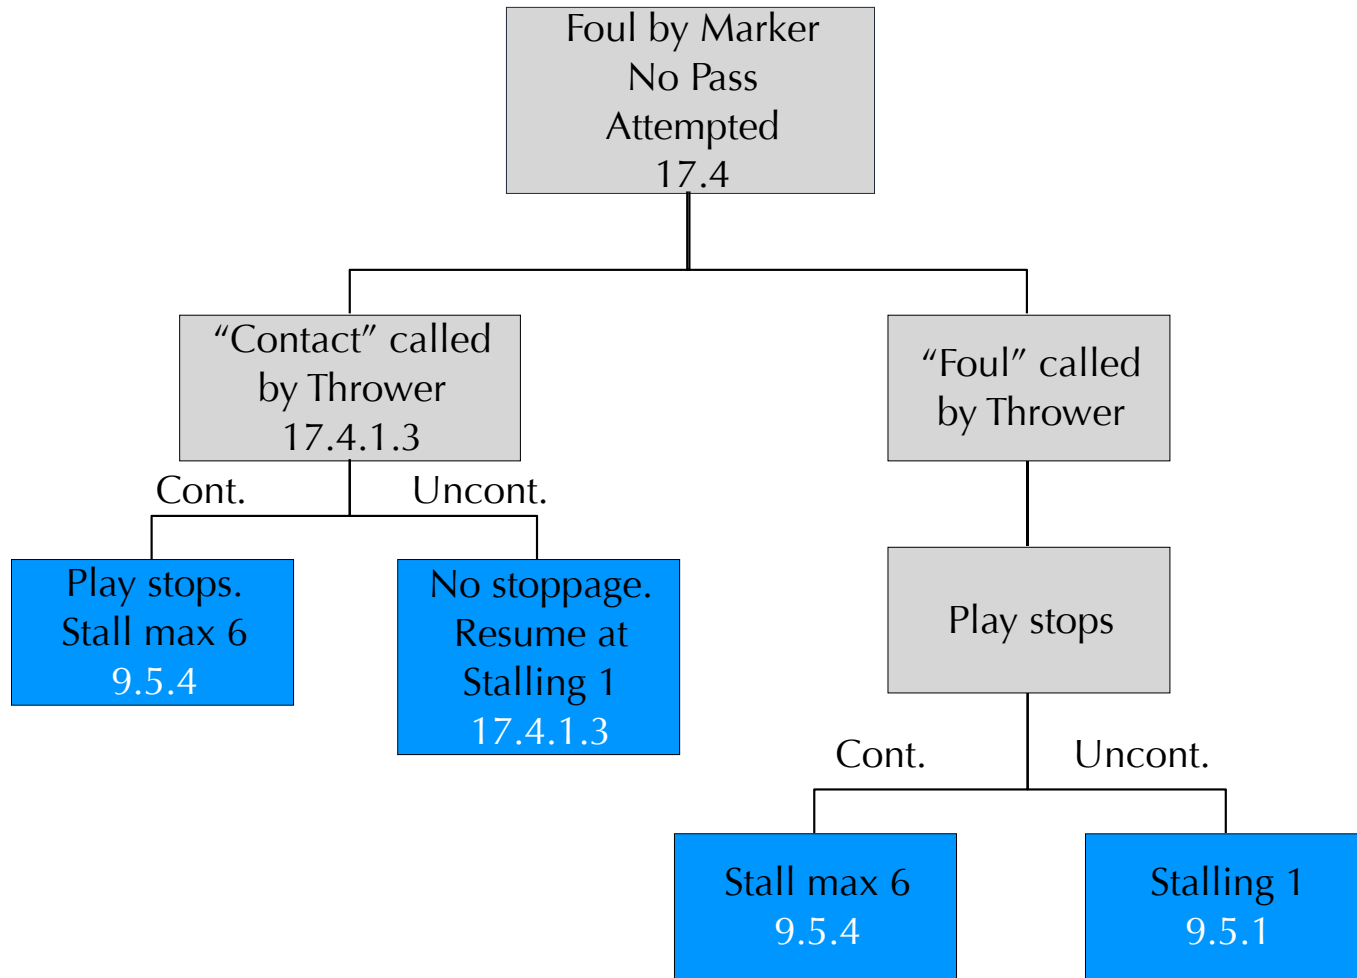 Foul by Marker
No Pass
Attempted
17.4
“Contact” called
by Thrower
17.4.1.3
“Foul” called
by Thrower
Cont.
Uncont.
Play stops.
Stall max 6
9.5.4
No stoppage.
Resume at
Stalling 1
17.4.1.3
Play stops
Cont.
Uncont.
Stall max 6
9.5.4
Stalling 1
9.5.1